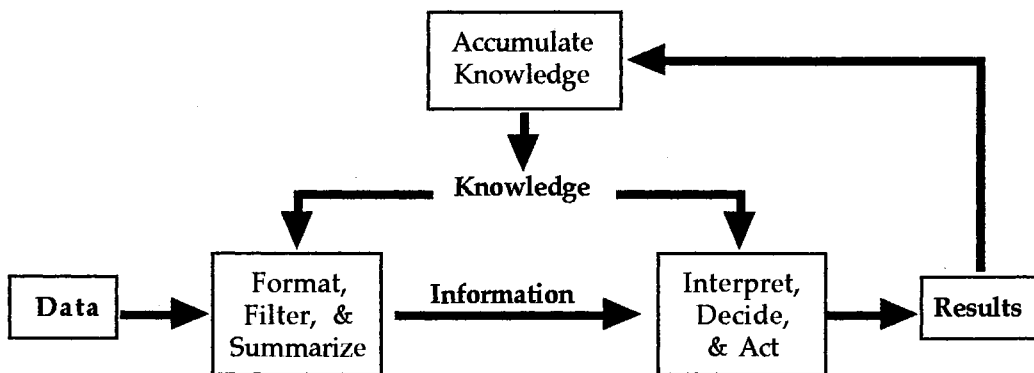 Accumulate
Knowledge
Knowledge
Data
Format,
Filter, &
Summarize
Information
Interpret,
Decide,
& Act
Results